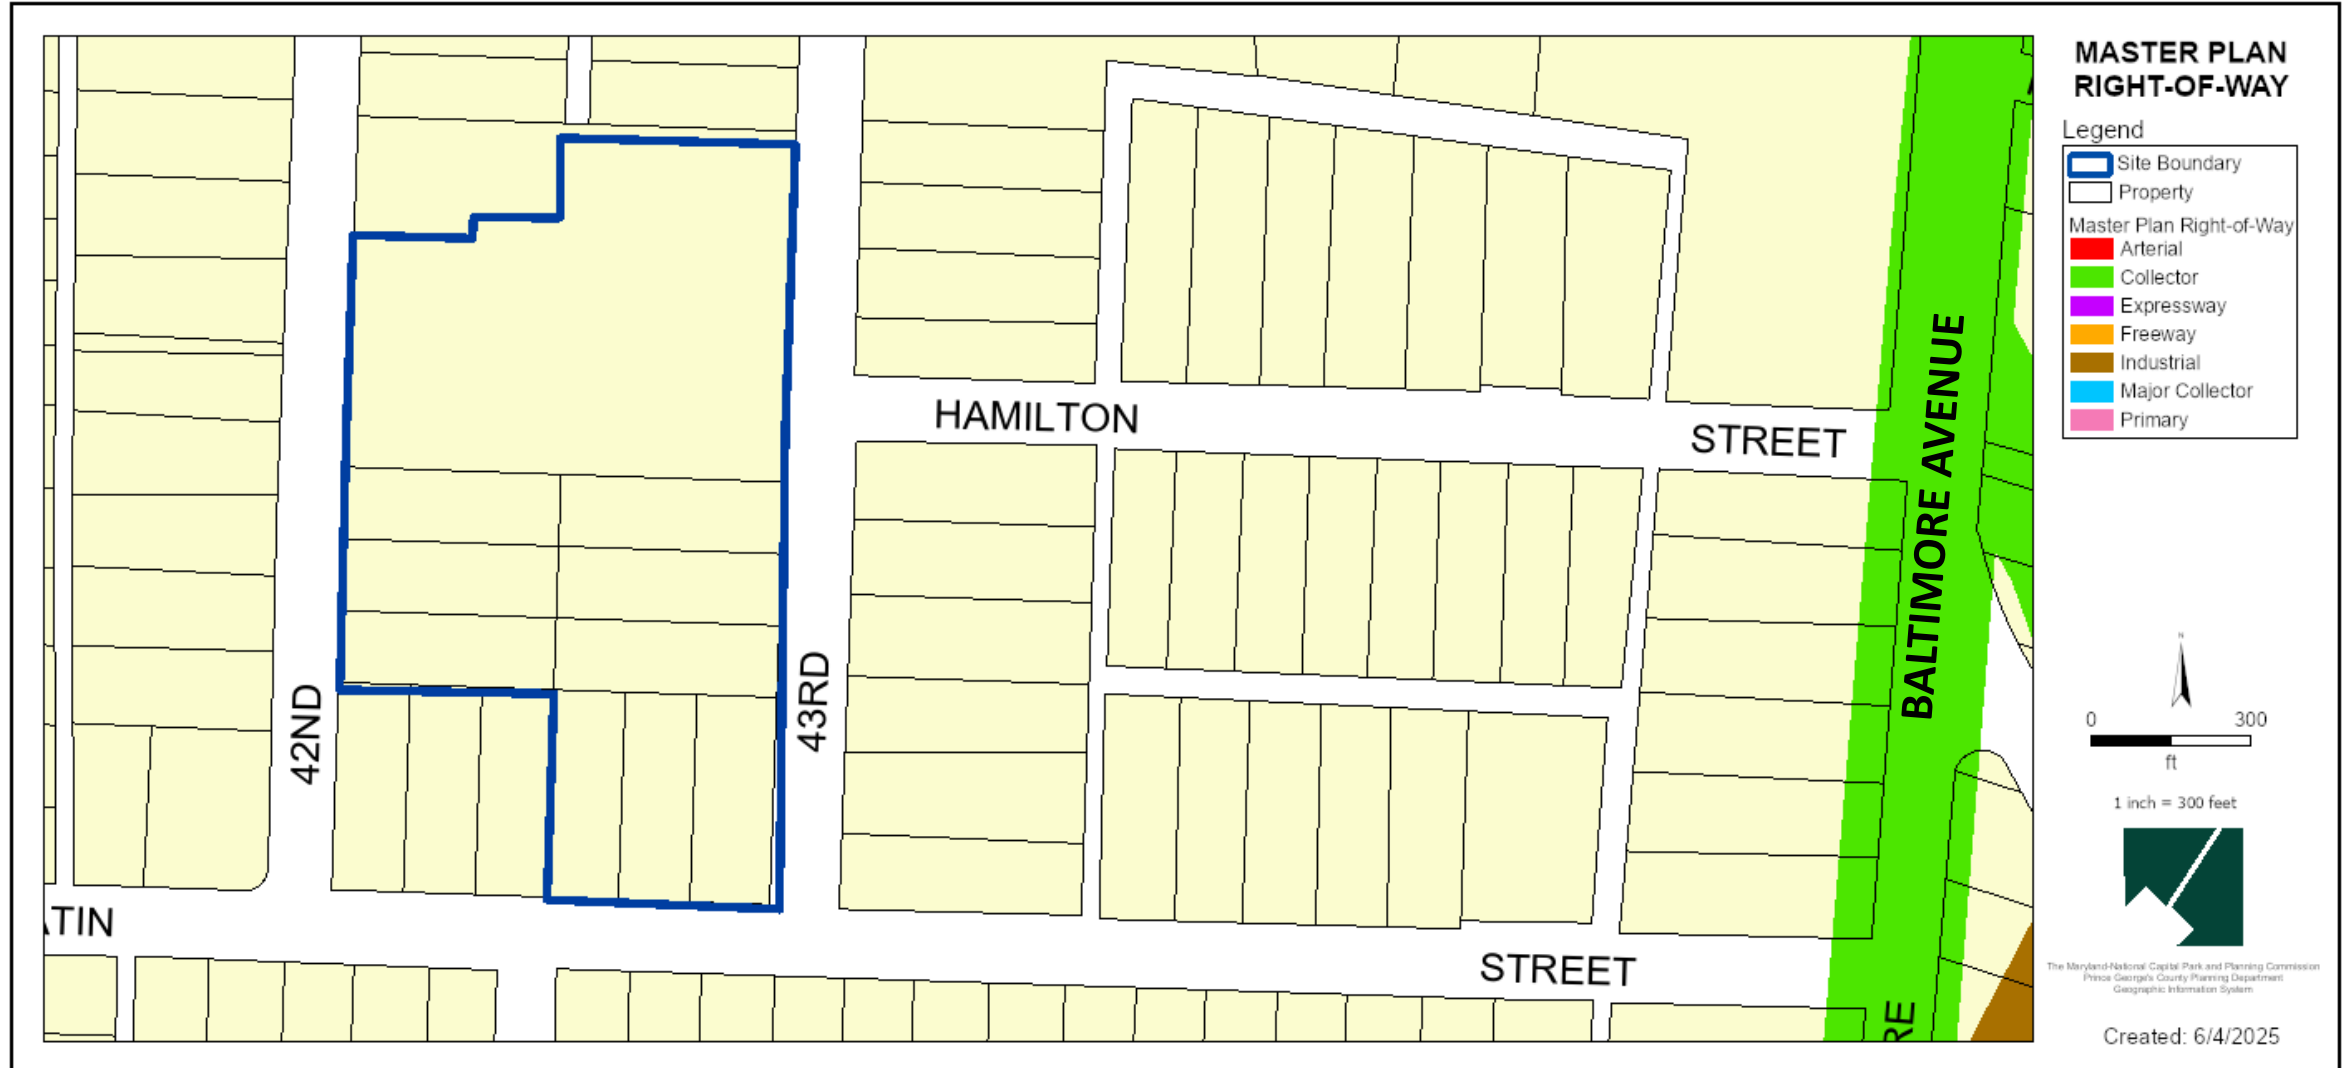 MASTER PLAN
RIGHT-OF-WAY
Legend
Site Boundary
Property
Master Plan Right-of-Way
Arterial
Collector
Expressway
Freeway
Industrial
Major Collector
Primary
HAMILTON
STREET
BALTIMORE AVENUE
42ND
43RD
ATIN
STREET
RE
N
0 300
ft
1 inch = 300 feet
The Maryland-National Capital Park and Planning Commission
Prince George's County Planning Department
Geographic Information System
Created: 6/4/2025